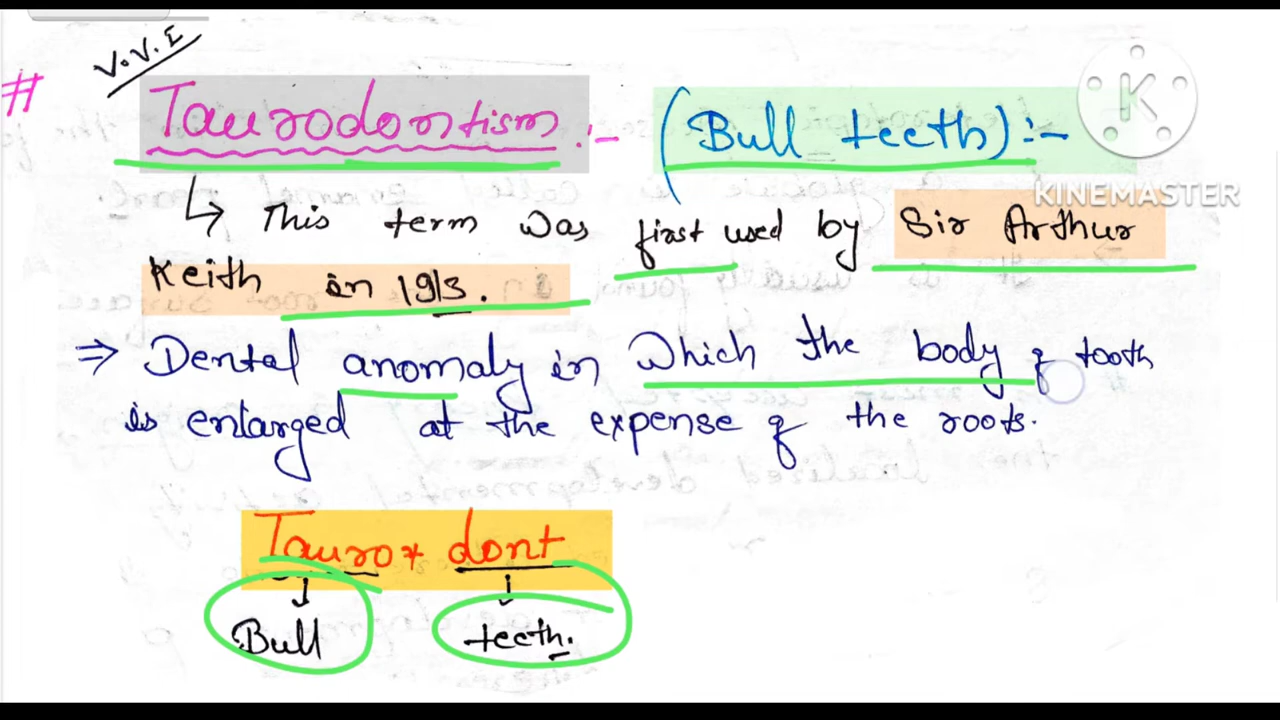 V.V.I
# Taurodontism :- (Bull teeth) :-
KINEMASTER
↳ This term was first used by Sir Arthur
Keith in 1913.
⇒ Dental anomaly in which the body of tooth
is enlarged at the expense of the roots.
Tauro + dont
↓ ↓
Bull teeth.